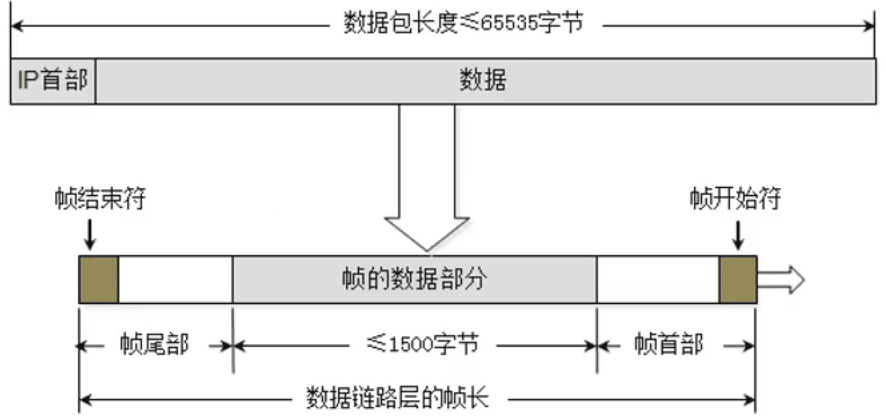 数据包长度≤65535字节
IP首部
数据
帧结束符
帧开始符
帧的数据部分
帧尾部
≤1500字节
帧首部
数据链路层的帧长